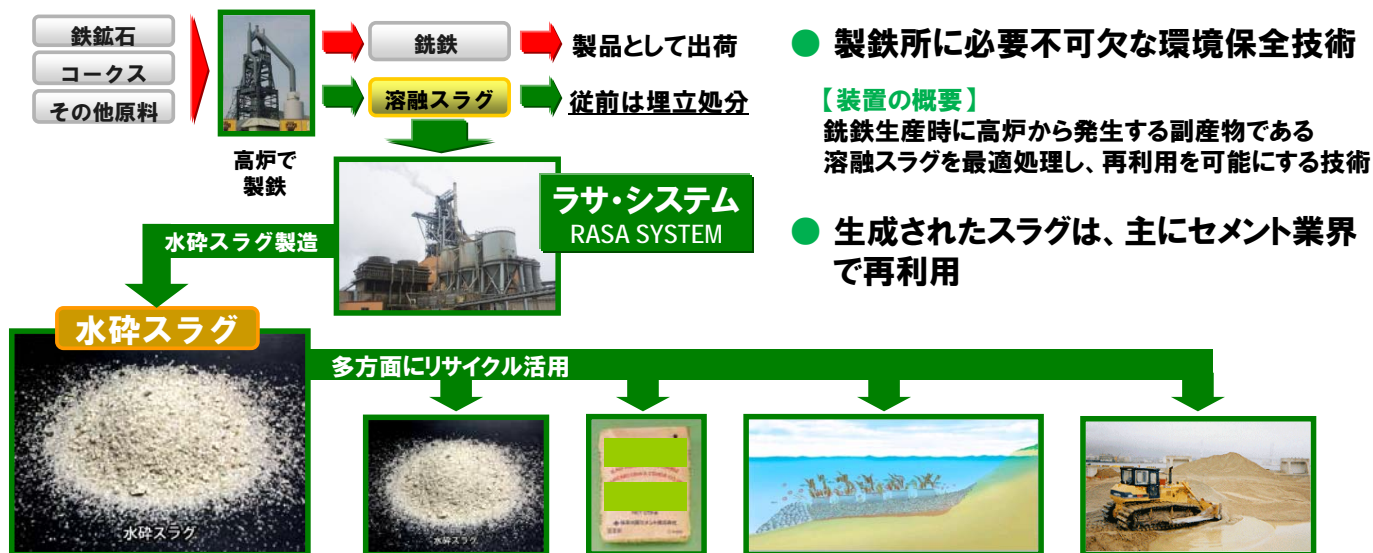 鉄鉱石
コークス
その他原料
高炉で
製鉄
銑鉄
製品として出荷
溶融スラグ
従前は埋立処分
ラサ・システム
RASA SYSTEM
水砕スラグ製造
水砕スラグ
水砕スラグ
多方面にリサイクル活用
水砕スラグ
● 製鉄所に必要不可欠な環境保全技術
【装置の概要】
銑鉄生産時に高炉から発生する副産物である
溶融スラグを最適処理し、再利用を可能にする技術
● 生成されたスラグは、主にセメント業界
で再利用